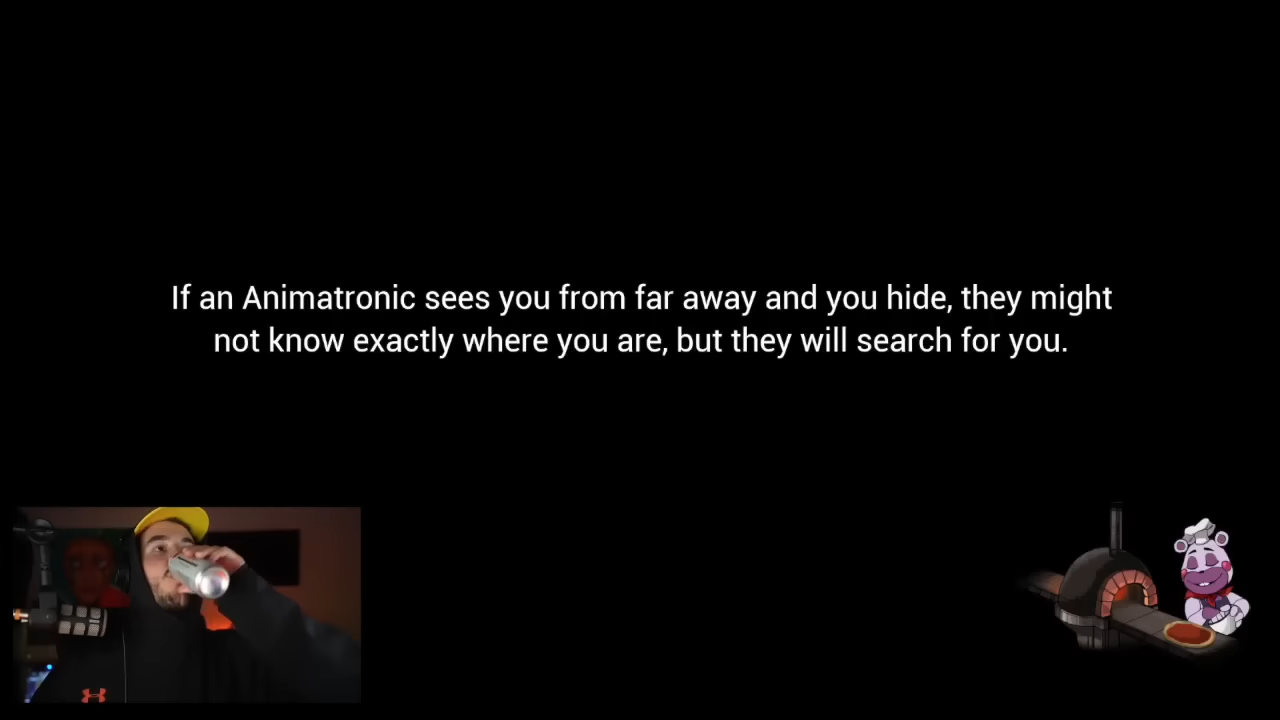 If an Animatronic sees you from far away and you hide, they might
not know exactly where you are, but they will search for you.